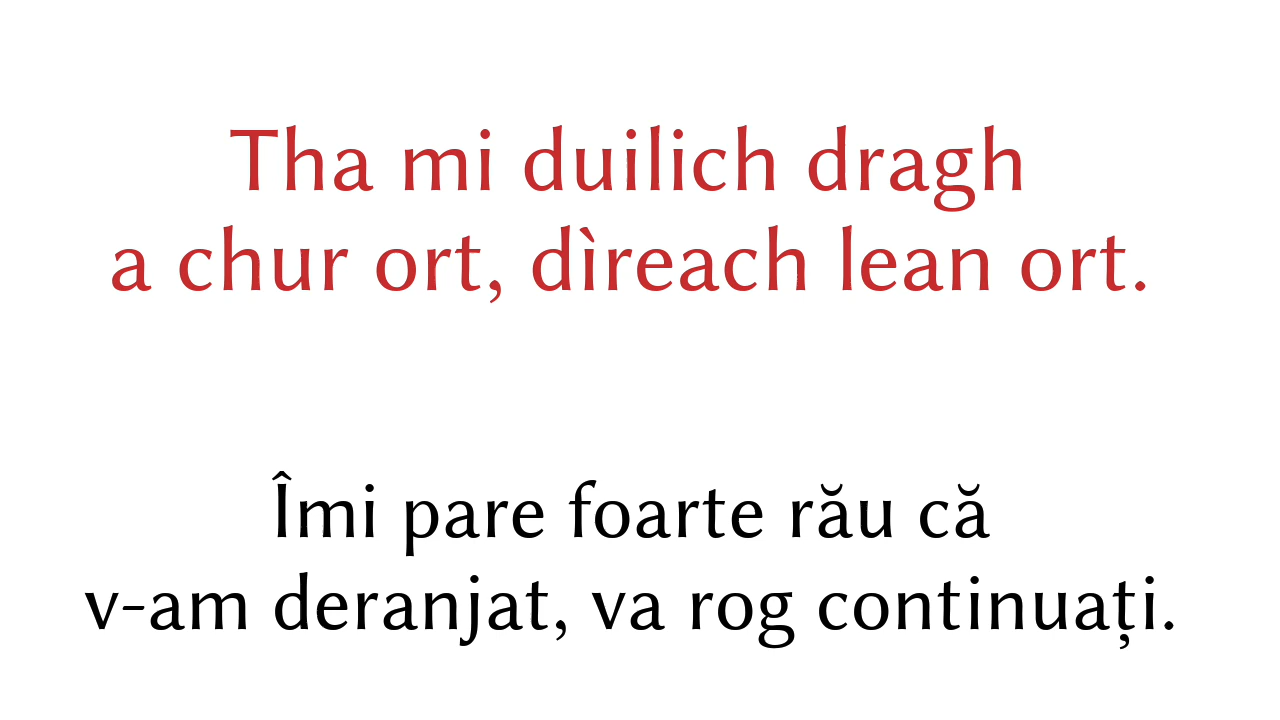 Tha mi duilich dragh
a chur ort, dìreach lean ort.
Îmi pare foarte rău că
v-am deranjat, va rog continuați.